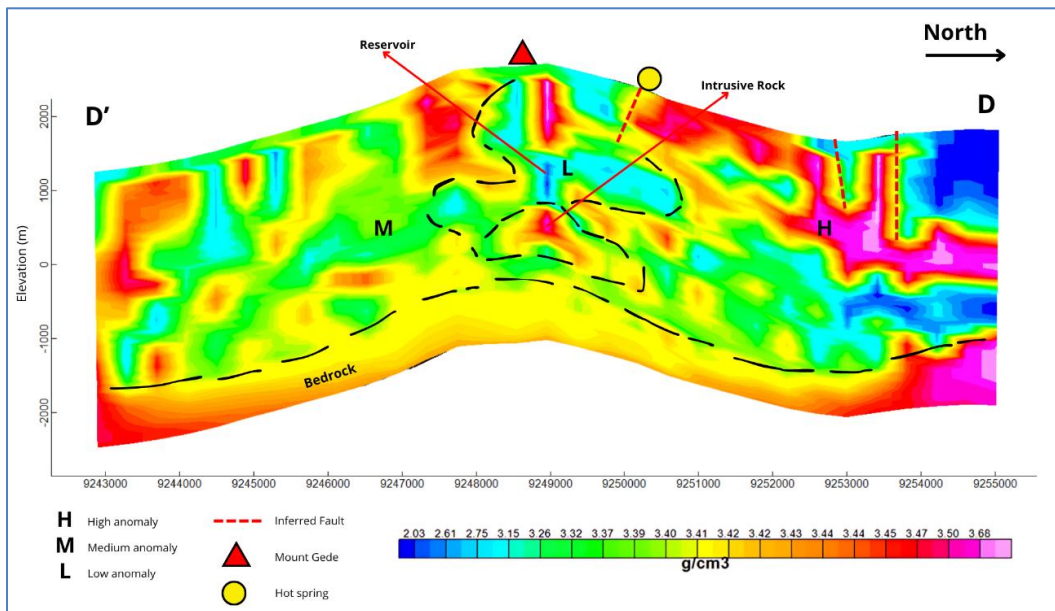 North
Reservoir
Intrusive Rock
D’
D
2000
1000
0
-1000
-2000
Elevation (m)
L
M
H
Bedrock
9243000 9244000 9245000 9246000 9247000 9248000 9249000 9250000 9251000 9252000 9253000 9254000 9255000
H High anomaly
M Medium anomaly
L Low anomaly
Inferred Fault
Mount Gede
Hot spring
2.03 2.61 2.75 3.15 3.26 3.32 3.37 3.39 3.40 3.41 3.42 3.43 3.44 3.45 3.47 3.50 3.68
g/cm3